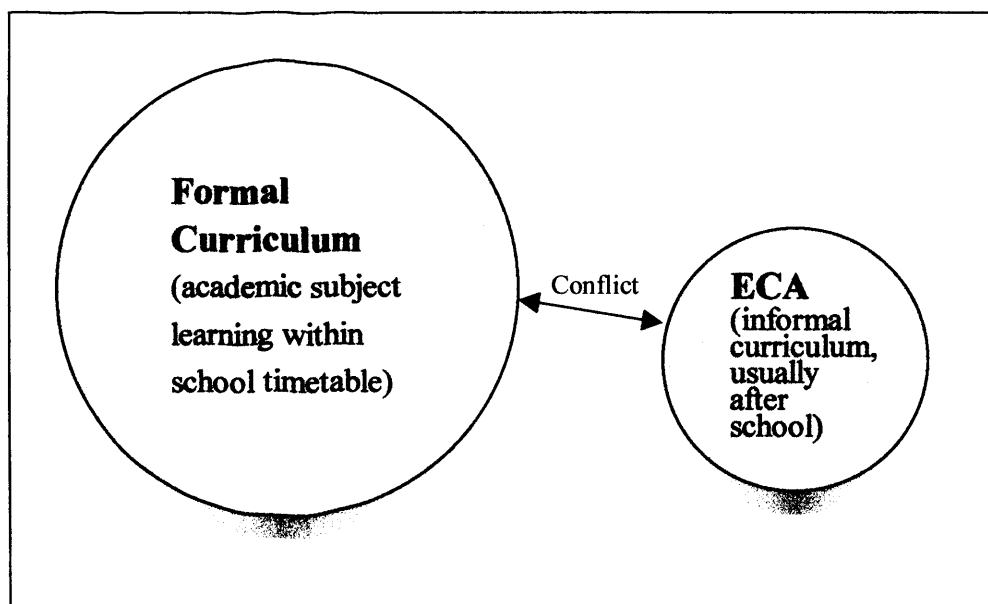 Formal
Curriculum
(academic subject
learning within
school timetable)
Conflict
ECA
(informal
curriculum,
usually
after
school)